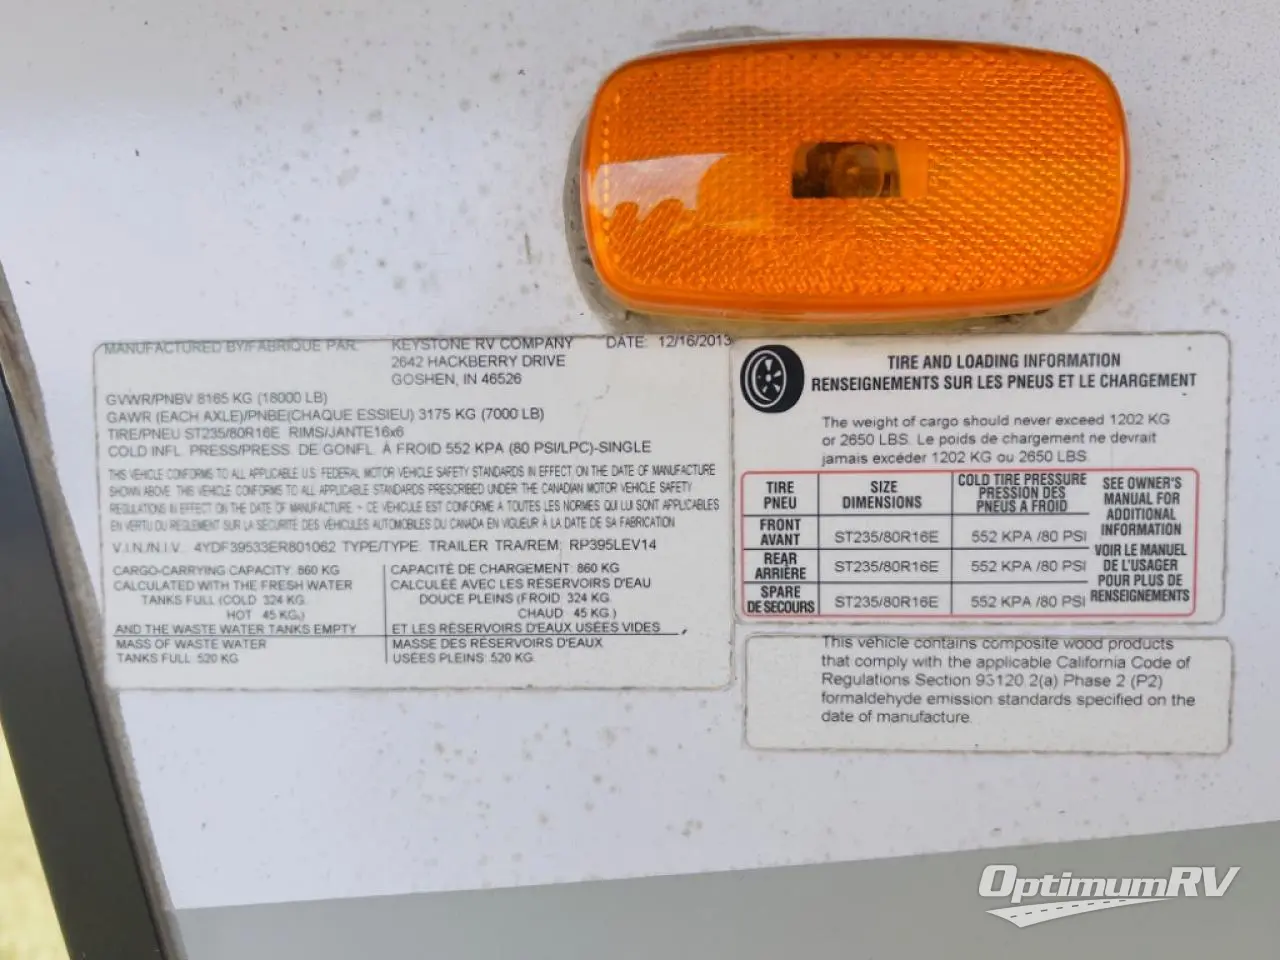 MANUFACTURED BY/FABRIQUE PAR: KEYSTONE RV COMPANY DATE: 12/16/2013
2642 HACKBERRY DRIVE
GOSHEN, IN 46526
GVWR/PNBV 8165 KG (18000 LB)
GAWR (EACH AXLE)/PNBE(CHAQUE ESSIEU) 3175 KG (7000 LB)
TIRE/PNEU ST235/80R16E RIMS/JANTE16x6
COLD INFL. PRESS/PRESS. DE GONFL. À FROID 552 KPA (80 PSI/LPC)-SINGLE
THIS VEHICLE CONFORMS TO ALL APPLICABLE U.S. FEDERAL MOTOR VEHICLE SAFETY STANDARDS IN EFFECT ON THE DATE OF MANUFACTURE
SHOWN ABOVE. THIS VEHICLE CONFORMS TO ALL APPLICABLE STANDARDS PRESCRIBED UNDER THE CANADIAN MOTOR VEHICLE SAFETY
REGULATIONS IN EFFECT ON THE DATE OF MANUFACTURE. ~ CE VEHICULE EST CONFORME A TOUTES LES NORMES QUI LUI SONT APPLICABLES
EN VERTU DU REGLEMENT SUR LA SÉCURITÉ DES VÉHICULES AUTOMOBILES DU CANADA EN VIGUEUR À LA DATE DE SA FABRICATION
V.I.N./N.I.V. 4YDF39533ER801062 TYPE/TYPE: TRAILER TRA/REM: RP395LEV14
CARGO-CARRYING CAPACITY: 860 KG
CALCULATED WITH THE FRESH WATER
TANKS FULL (COLD 324 KG.
HOT 45 KG.)
AND THE WASTE WATER TANKS EMPTY
MASS OF WASTE WATER
TANKS FULL: 520 KG
CAPACITÉ DE CHARGEMENT: 860 KG
CALCULÉE AVEC LES RÉSERVOIRS D'EAU
DOUCE PLEINS (FROID: 324 KG.
CHAUD: 45 KG.)
ET LES RÉSERVOIRS D'EAUX USÉES VIDES
MASSE DES RÉSERVOIRS D'EAUX
USÉES PLEINS: 520 KG
TIRE AND LOADING INFORMATION
RENSEIGNEMENTS SUR LES PNEUS ET LE CHARGEMENT
The weight of cargo should never exceed 1202 KG
or 2650 LBS. Le poids de chargement ne devrait
jamais excéder 1202 KG ou 2650 LBS.
TIRE
PNEU
SIZE
DIMENSIONS
COLD TIRE PRESSURE
PRESSION DES
PNEUS A FROID
FRONT
AVANT
ST235/80R16E 552 KPA /80 PSI
REAR
ARRIÈRE
ST235/80R16E 552 KPA /80 PSI
SPARE
DE SECOURS
ST235/80R16E 552 KPA /80 PSI
SEE OWNER'S
MANUAL FOR
ADDITIONAL
INFORMATION
VOIR LE MANUEL
DE L'USAGER
POUR PLUS DE
RENSEIGNEMENTS
This vehicle contains composite wood products
that comply with the applicable California Code of
Regulations Section 93120.2(a) Phase 2 (P2)
formaldehyde emission standards specified on the
date of manufacture.
OptimumRV